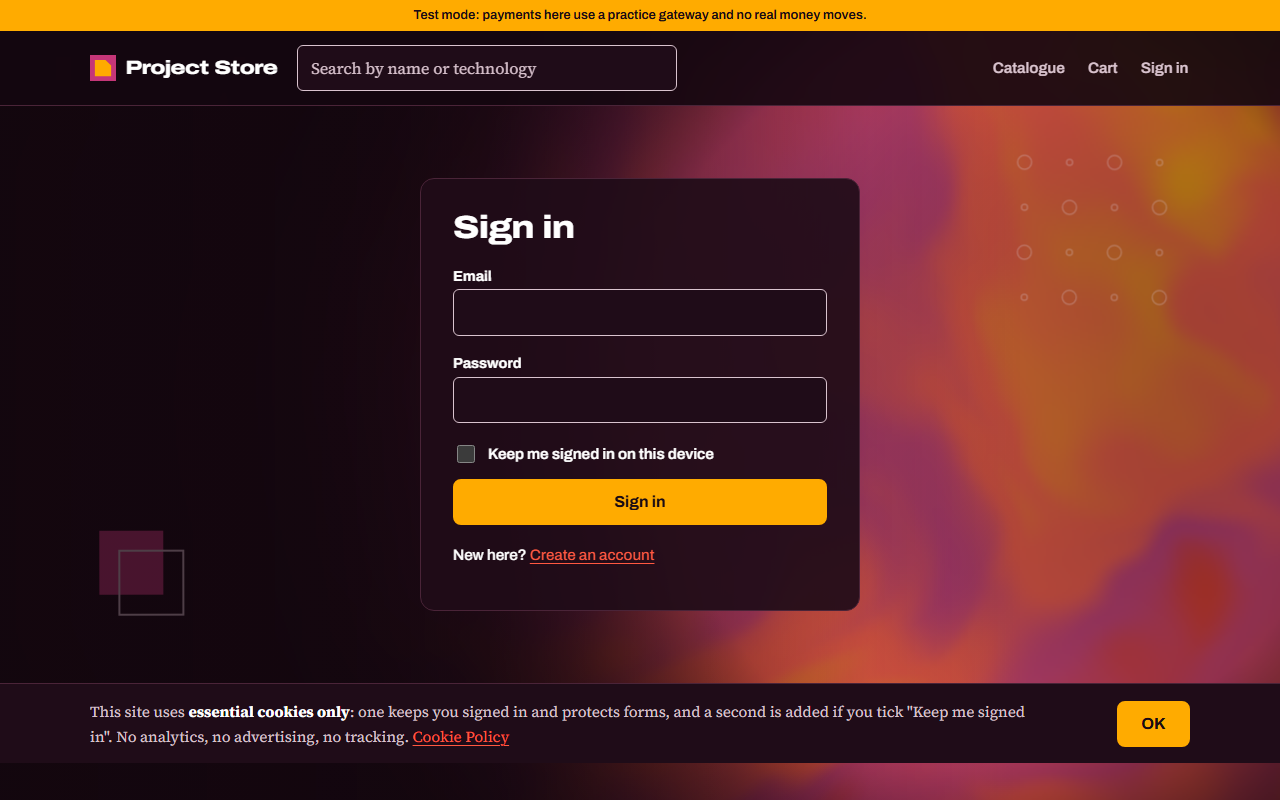 Test mode: payments here use a practice gateway and no real money moves.
Project Store
Search by name or technology
Catalogue
Cart
Sign in
Sign in
Email
Password
Keep me signed in on this device
Sign in
New here? Create an account
This site uses essential cookies only: one keeps you signed in and protects forms, and a second is added if you tick "Keep me signed
in". No analytics, no advertising, no tracking. Cookie Policy
OK